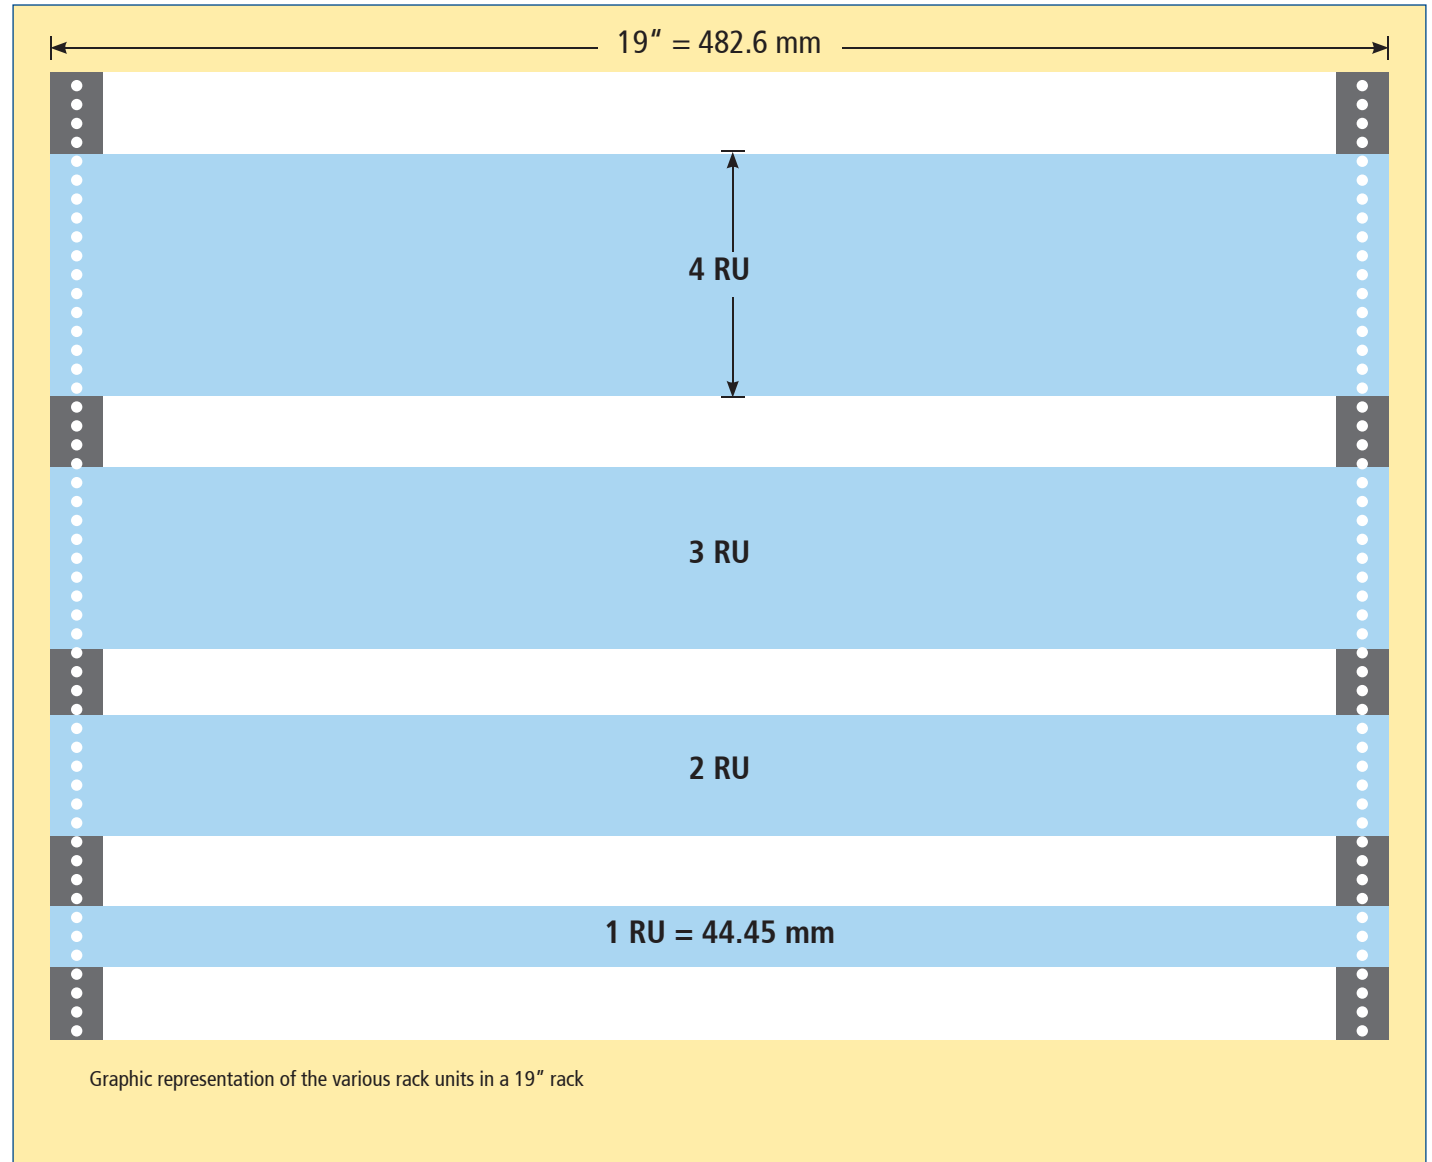 19″ = 482.6 mm
4 RU
3 RU
2 RU
1 RU = 44.45 mm
Graphic representation of the various rack units in a 19″ rack